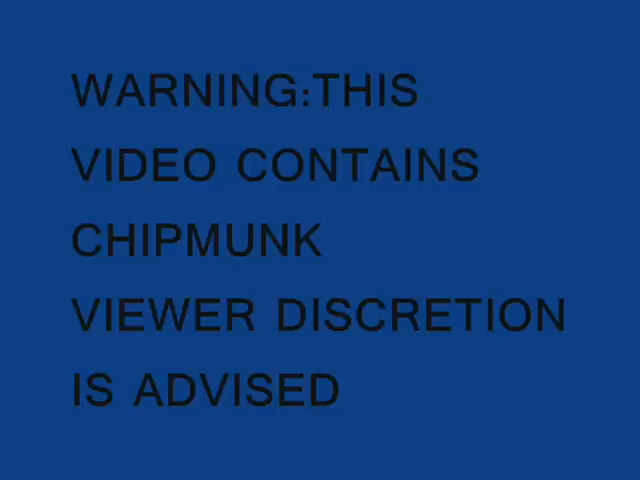 WARNING:THIS
VIDEO CONTAINS
CHIPMUNK
VIEWER DISCRETION
IS ADVISED